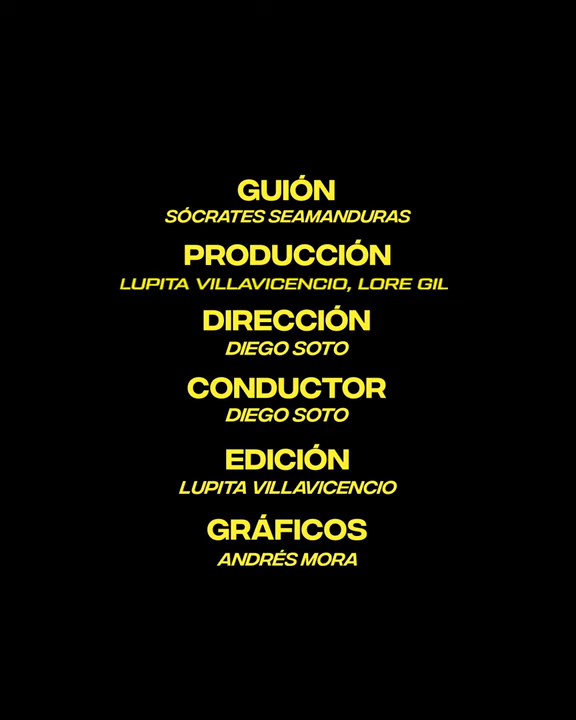 GUIÓN
SÓCRATES SEAMANDURAS
PRODUCCIÓN
LUPITA VILLAVICENCIO, LORE GIL
DIRECCIÓN
DIEGO SOTO
CONDUCTOR
DIEGO SOTO
EDICIÓN
LUPITA VILLAVICENCIO
GRÁFICOS
ANDRÉS MORA